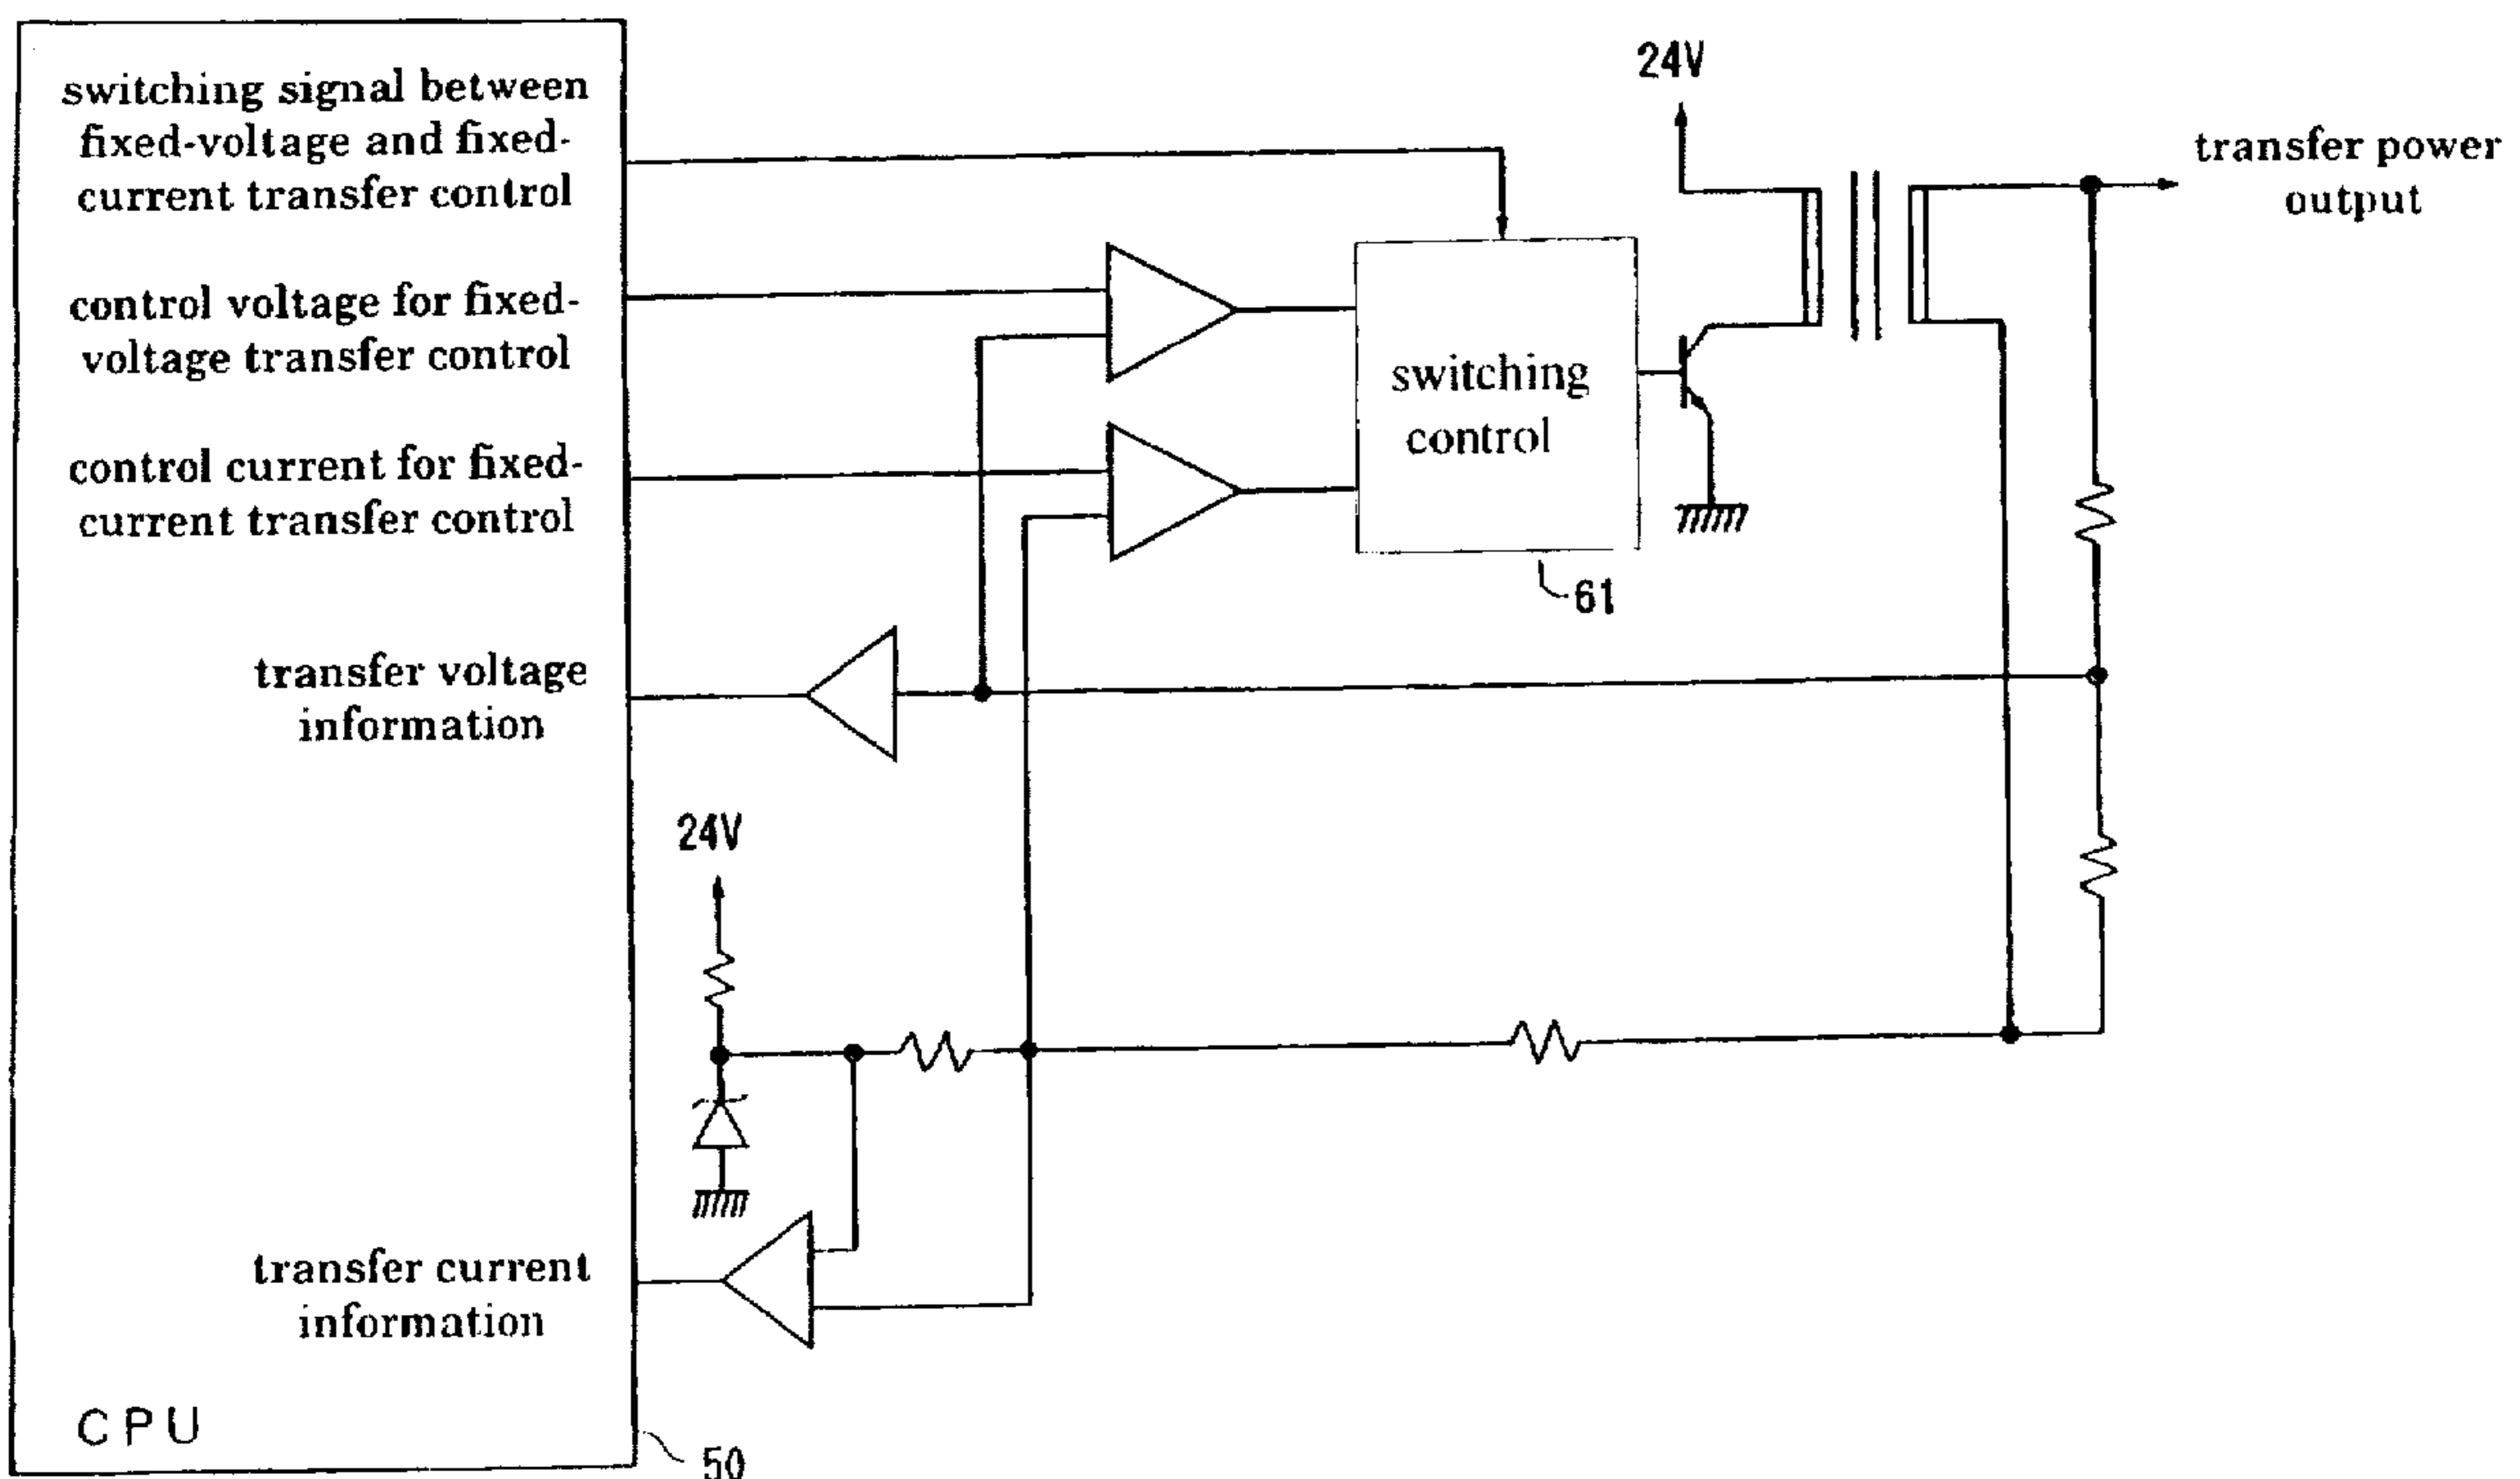 switching signal between
fixed-voltage and fixed-
current transfer control
control voltage for fixed-
voltage transfer control
control current for fixed-
current transfer control
transfer voltage
information
transfer current
information
CPU
50
24V
switching
control
61
24V
transfer power
output